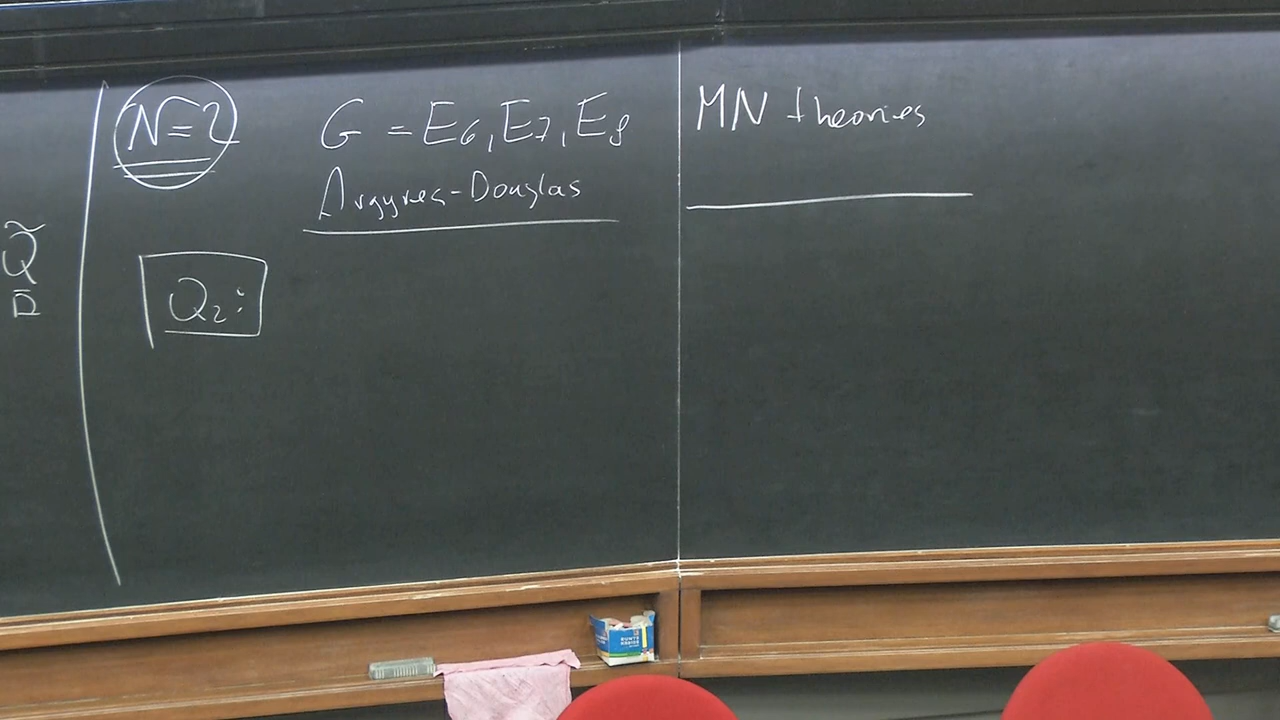 Q̃
N=2
G = E6, E7, E8
Argyres-Douglas
Q2:
MN theories